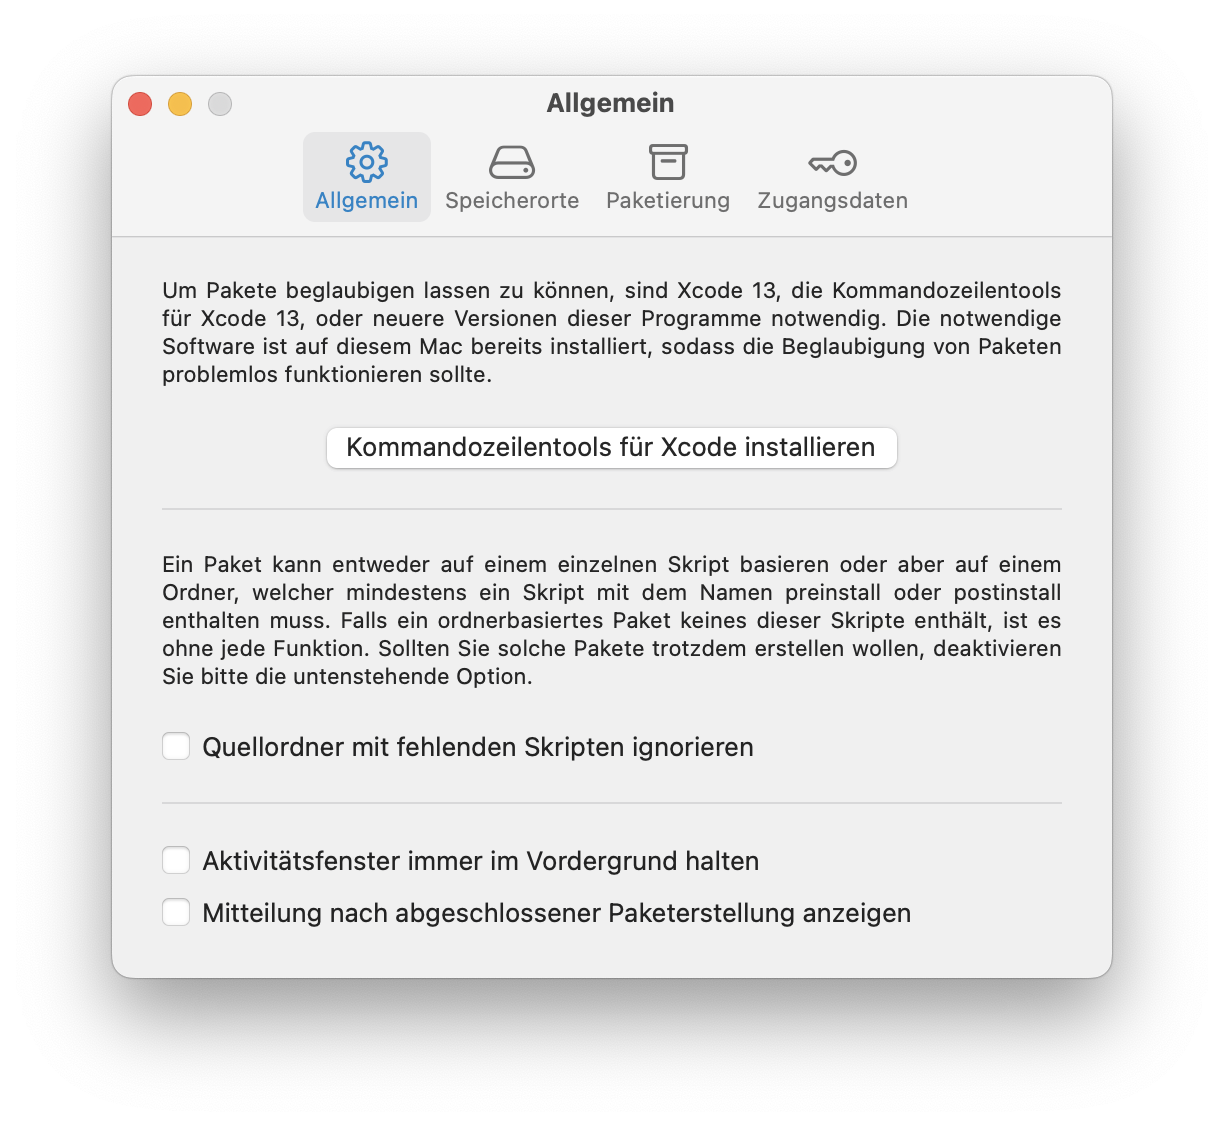 Allgemein
Allgemein
Speicherorte
Paketierung
Zugangsdaten
Um Pakete beglaubigen lassen zu können, sind Xcode 13, die Kommandozeilentools
für Xcode 13, oder neuere Versionen dieser Programme notwendig. Die notwendige
Software ist auf diesem Mac bereits installiert, sodass die Beglaubigung von Paketen
problemlos funktionieren sollte.
Kommandozeilentools für Xcode installieren
Ein Paket kann entweder auf einem einzelnen Skript basieren oder aber auf einem
Ordner, welcher mindestens ein Skript mit dem Namen preinstall oder postinstall
enthalten muss. Falls ein ordnerbasiertes Paket keines dieser Skripte enthält, ist es
ohne jede Funktion. Sollten Sie solche Pakete trotzdem erstellen wollen, deaktivieren
Sie bitte die untenstehende Option.
Quellordner mit fehlenden Skripten ignorieren
Aktivitätsfenster immer im Vordergrund halten
Mitteilung nach abgeschlossener Paketerstellung anzeigen